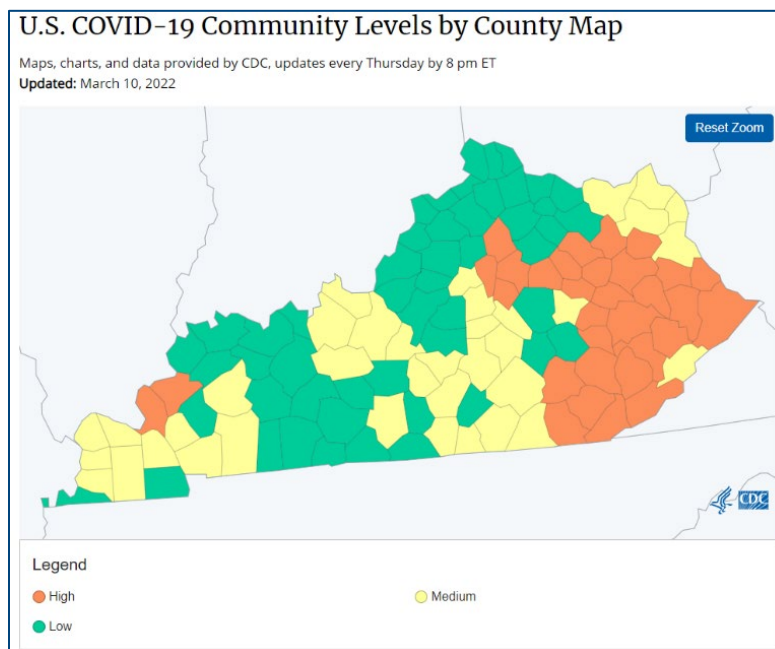 U.S. COVID-19 Community Levels by County Map
Maps, charts, and data provided by CDC, updates every Thursday by 8 pm ET
Updated: March 10, 2022
Reset Zoom
CDC
Legend
High
Medium
Low